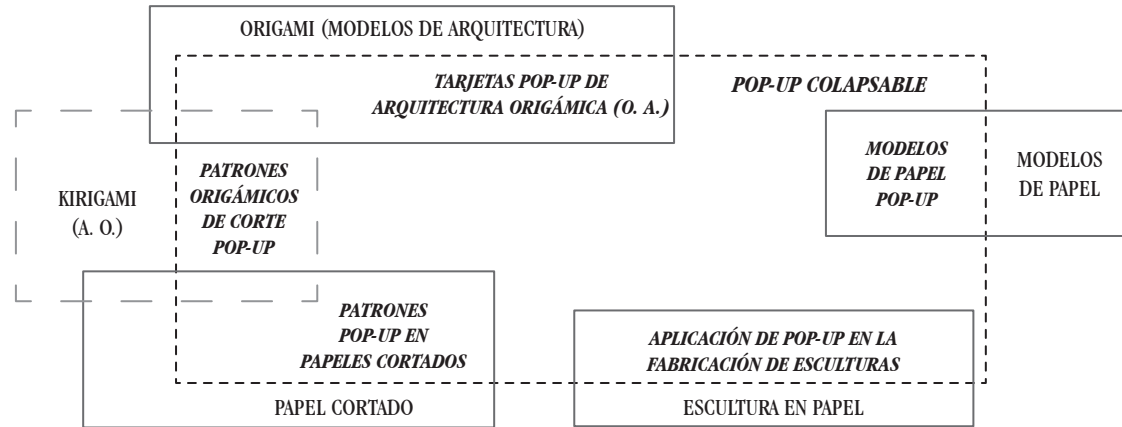 ORIGAMI (MODELOS DE ARQUITECTURA)
TARJETAS POP-UP DE
ARQUITECTURA ORIGÁMICA (O. A.)
POP-UP COLAPSABLE
KIRIGAMI
(A. O.)
PATRONES
ORIGÁMICOS
DE CORTE
POP-UP
MODELOS
DE PAPEL
POP-UP
MODELOS
DE PAPEL
PATRONES
POP-UP EN
PAPELES CORTADOS
APLICACIÓN DE POP-UP EN LA
FABRICACIÓN DE ESCULTURAS
PAPEL CORTADO
ESCULTURA EN PAPEL